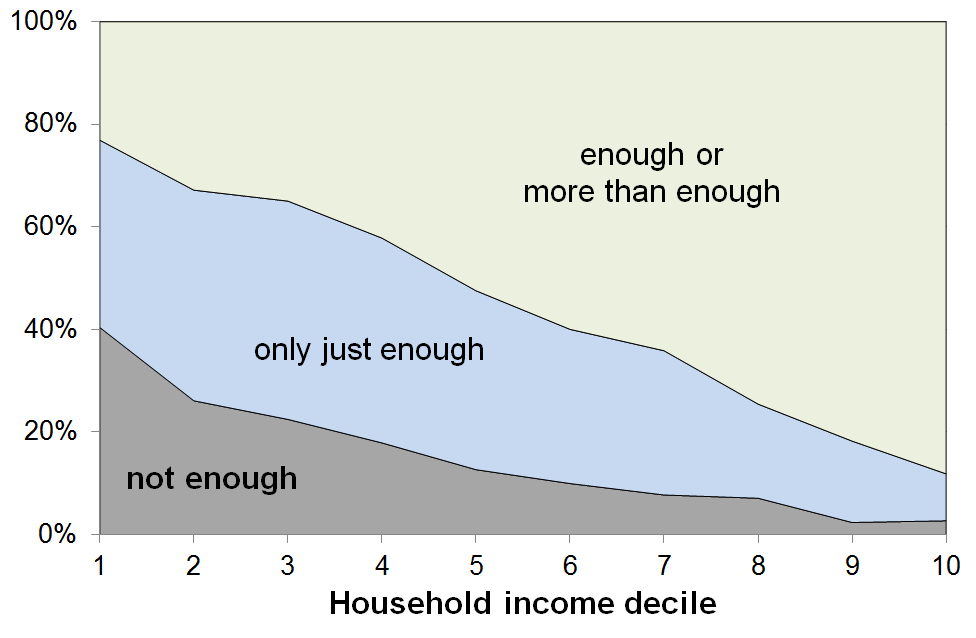 100%
80%
60%
40%
20%
0%
enough or
more than enough
only just enough
not enough
1 2 3 4 5 6 7 8 9 10
Household income decile